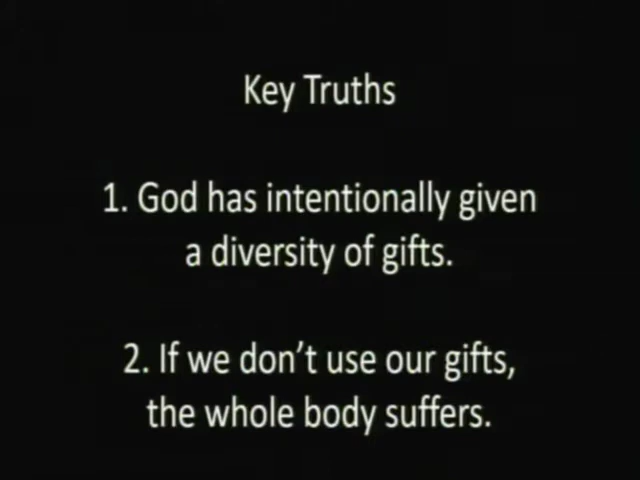 Key Truths
1. God has intentionally given
a diversity of gifts.
2. If we don’t use our gifts,
the whole body suffers.